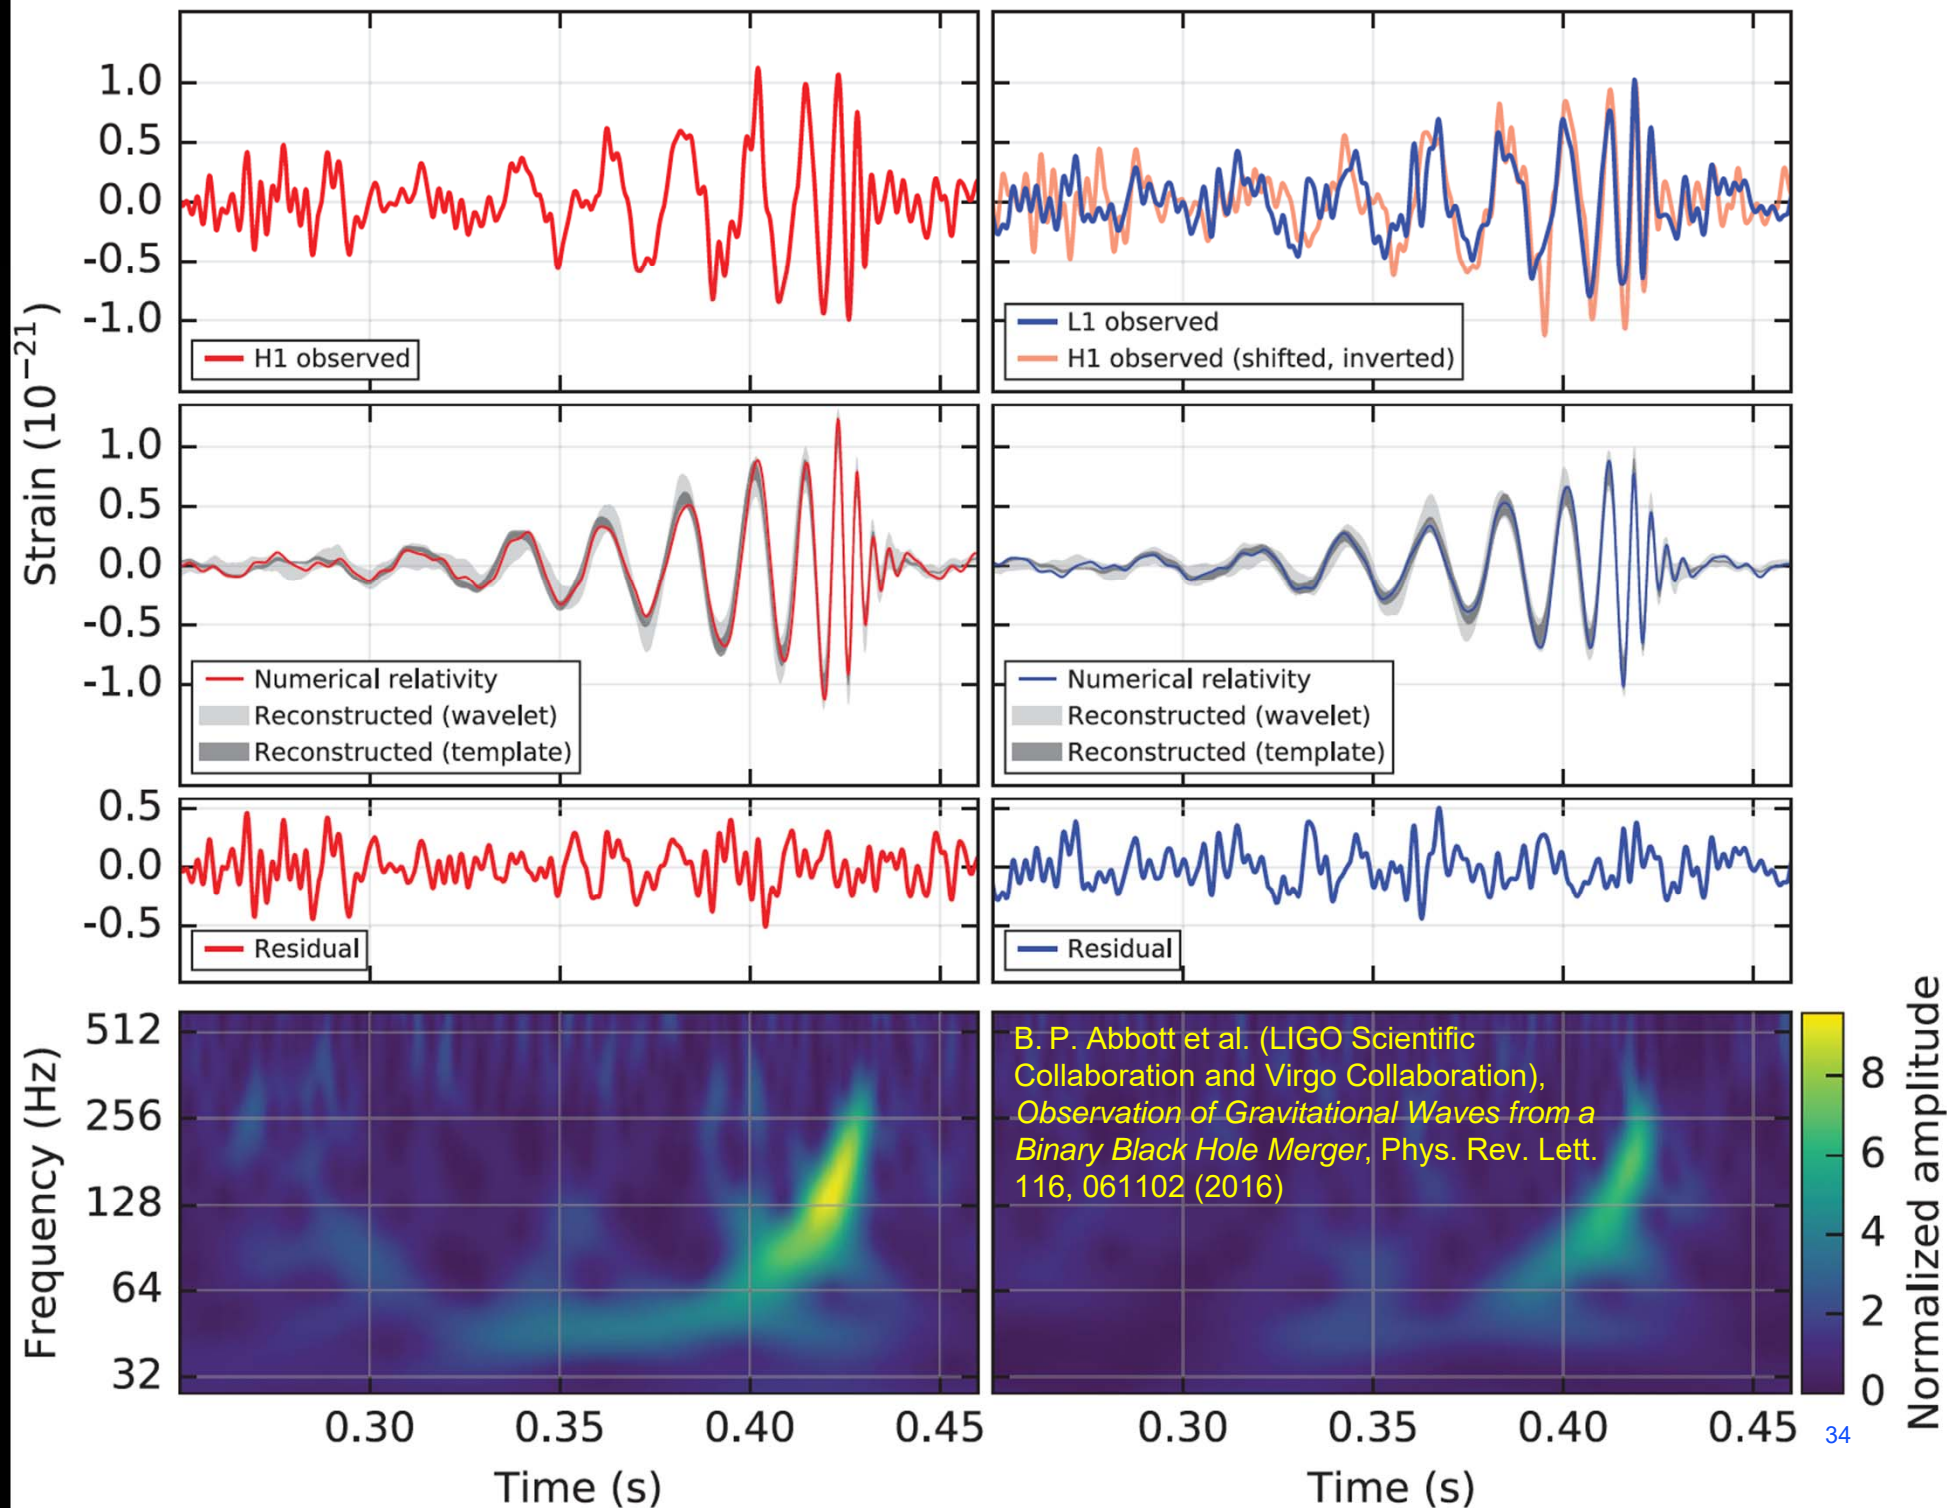 Strain (10⁻²¹)
1.0
0.5
0.0
-0.5
-1.0
H1 observed
L1 observed
H1 observed (shifted, inverted)
1.0
0.5
0.0
-0.5
-1.0
Numerical relativity
Reconstructed (wavelet)
Reconstructed (template)
Numerical relativity
Reconstructed (wavelet)
Reconstructed (template)
0.5
0.0
-0.5
Residual
Residual
Frequency (Hz)
512
256
128
64
32
B. P. Abbott et al. (LIGO Scientific
Collaboration and Virgo Collaboration),
Observation of Gravitational Waves from a
Binary Black Hole Merger, Phys. Rev. Lett.
116, 061102 (2016)
8
6
4
2
0
Normalized amplitude
0.30 0.35 0.40 0.45
0.30 0.35 0.40 0.45
34
Time (s)
Time (s)